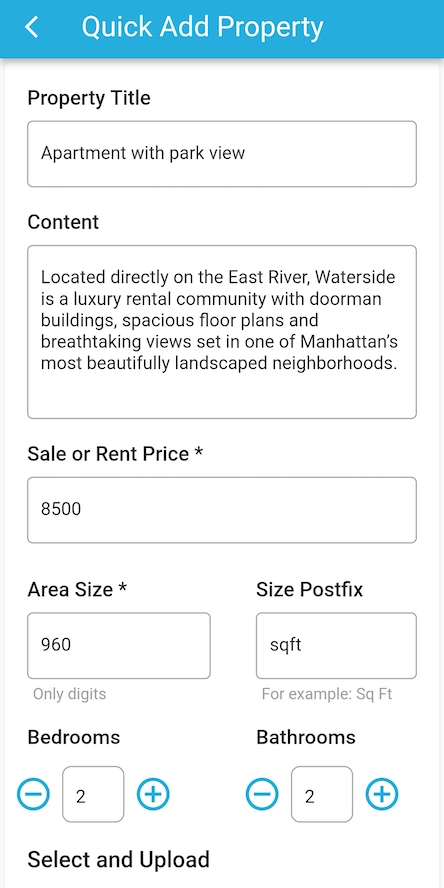 Quick Add Property
Property Title
Apartment with park view
Content
Located directly on the East River, Waterside
is a luxury rental community with doorman
buildings, spacious floor plans and
breathtaking views set in one of Manhattan’s
most beautifully landscaped neighborhoods.
Sale or Rent Price *
8500
Area Size *
Size Postfix
960
sqft
Only digits
For example: Sq Ft
Bedrooms
Bathrooms
2
2
Select and Upload